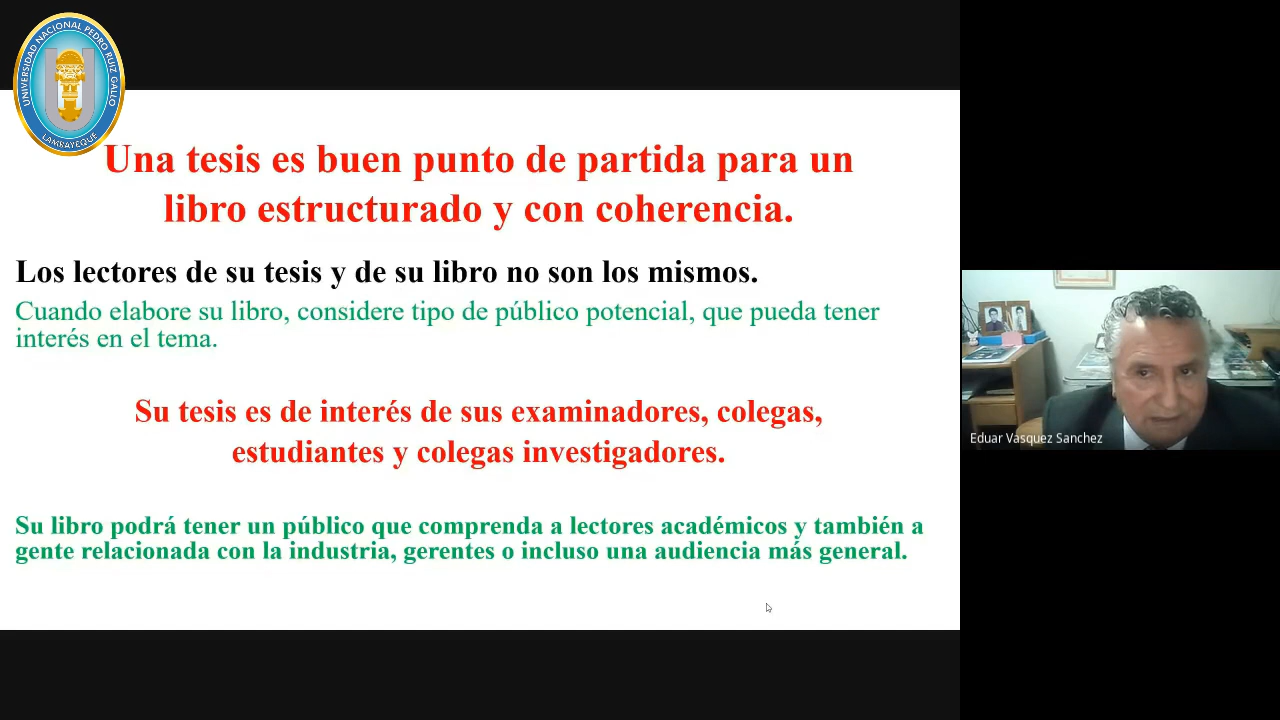 UNIVERSIDAD NACIONAL PEDRO RUIZ GALLO
LAMBAYEQUE
Una tesis es buen punto de partida para un
libro estructurado y con coherencia.
Los lectores de su tesis y de su libro no son los mismos.
Cuando elabore su libro, considere tipo de público potencial, que pueda tener
interés en el tema.
Su tesis es de interés de sus examinadores, colegas,
estudiantes y colegas investigadores.
Su libro podrá tener un público que comprenda a lectores académicos y también a
gente relacionada con la industria, gerentes o incluso una audiencia más general.
Eduar Vasquez Sanchez